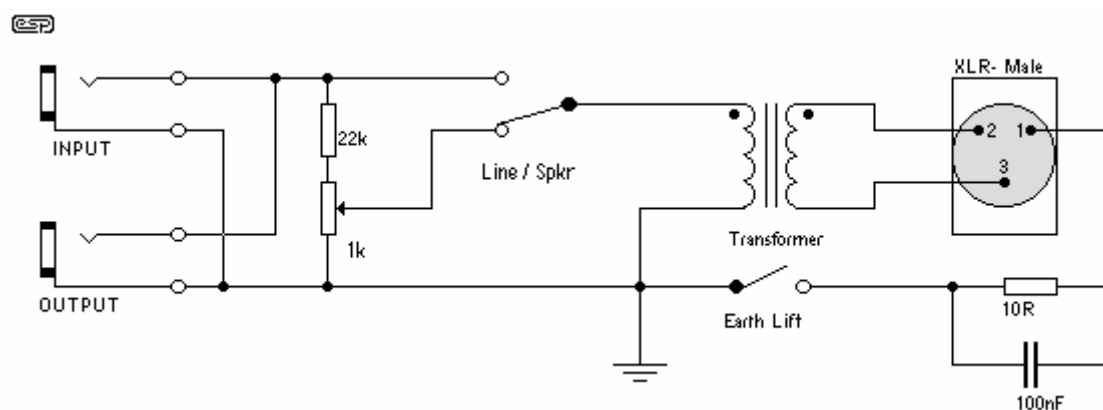 esp
XLR- Male
INPUT
22k
Line / Spkr
2 1
3
1k
Transformer
OUTPUT
Earth Lift
10R
100nF